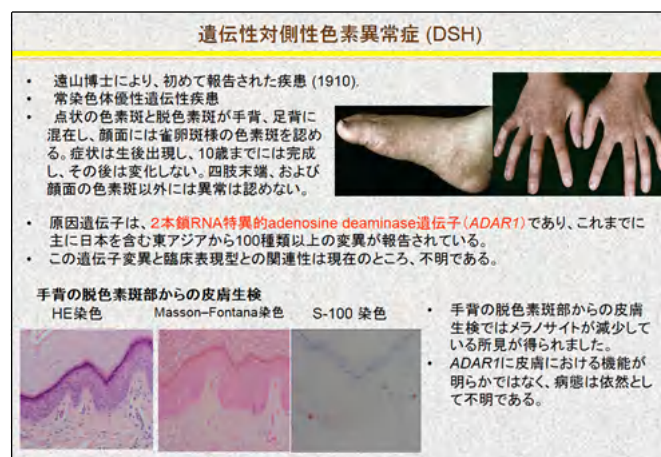 遺伝性対側性色素異常症 (DSH)
• 遠山博士により、初めて報告された疾患 (1910).
• 常染色体優性遺伝性疾患
• 点状の色素斑と脱色素斑が手背、足背に
混在し、顔面には雀卵斑様の色素斑を認め
る。症状は生後出現し、10歳までには完成
し、その後は変化しない。四肢末端、および
顔面の色素斑以外には異常は認めない。
• 原因遺伝子は、2本鎖RNA特異的adenosine deaminase遺伝子(ADAR1)であり、これまでに
主に日本を含む東アジアから100種類以上の変異が報告されている。
• この遺伝子変異と臨床表現型との関連性は現在のところ、不明である。
手背の脱色素斑部からの皮膚生検
HE染色 Masson–Fontana染色 S-100 染色
• 手背の脱色素斑部からの皮膚
生検ではメラノサイトが減少して
いる所見が得られました。
• ADAR1に皮膚における機能が
明らかではなく、病態は依然とし
て不明である。